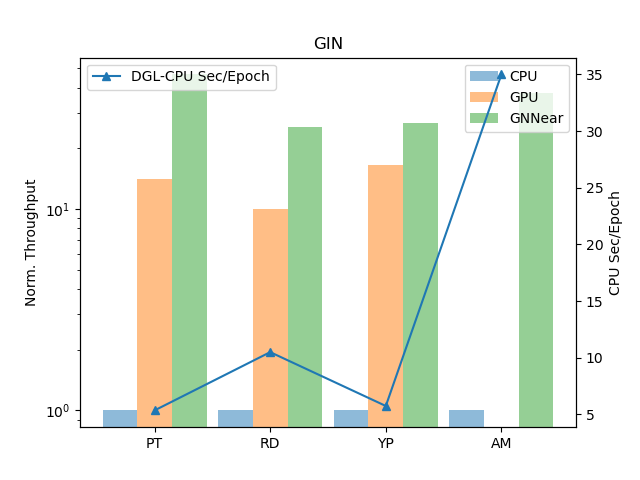 GIN
DGL-CPU Sec/Epoch
CPU
GPU
GNNear
Norm. Throughput
10¹
10⁰
CPU Sec/Epoch
35
30
25
20
15
10
5
PT
RD
YP
AM